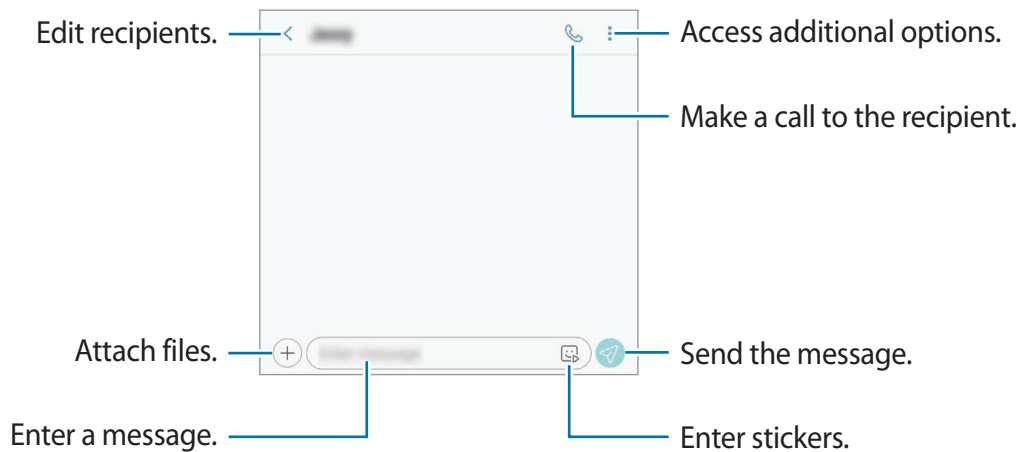 Edit recipients.
Access additional options.
Make a call to the recipient.
Attach files.
Send the message.
Enter a message.
Enter stickers.